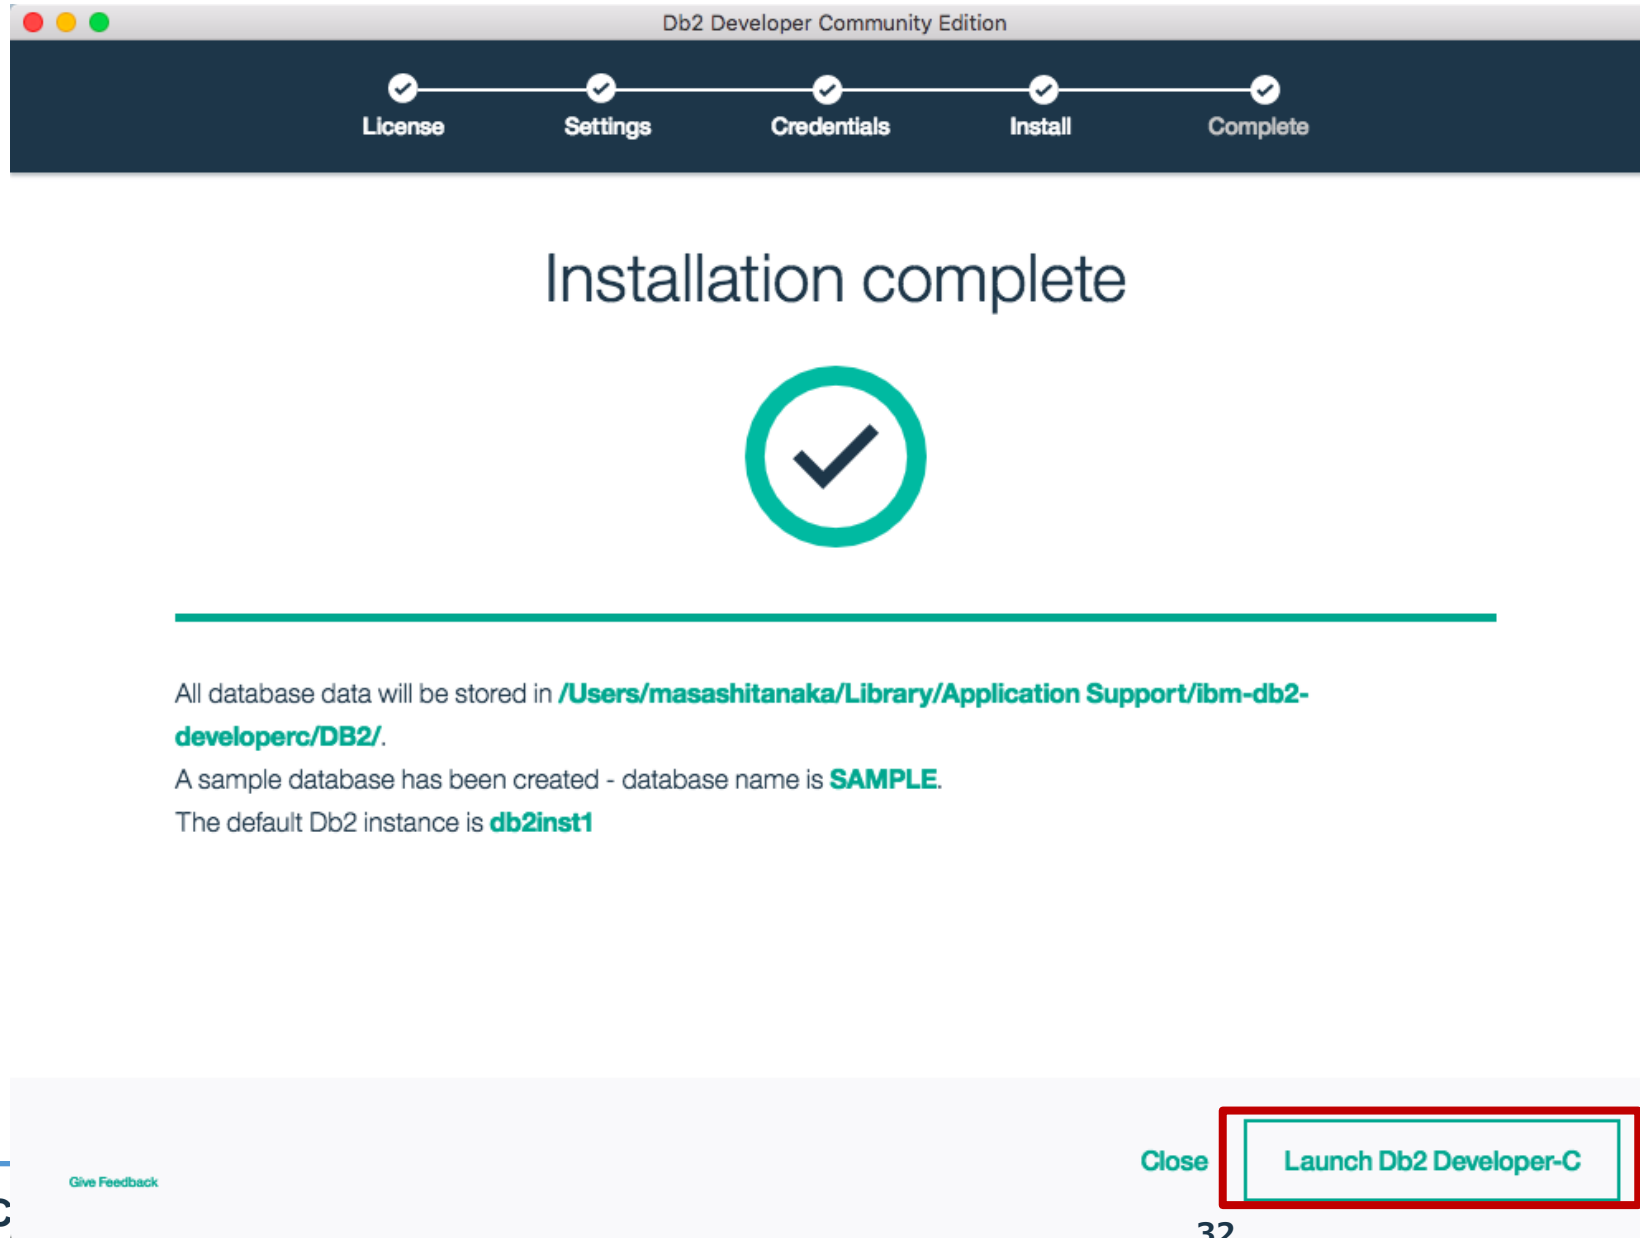 Db2 Developer Community Edition
License Settings Credentials Install Complete
Installation complete
All database data will be stored in /Users/masashitanaka/Library/Application Support/ibm-db2-
developerc/DB2/.
A sample database has been created - database name is SAMPLE.
The default Db2 instance is db2inst1
Close Launch Db2 Developer-C
Give Feedback
32